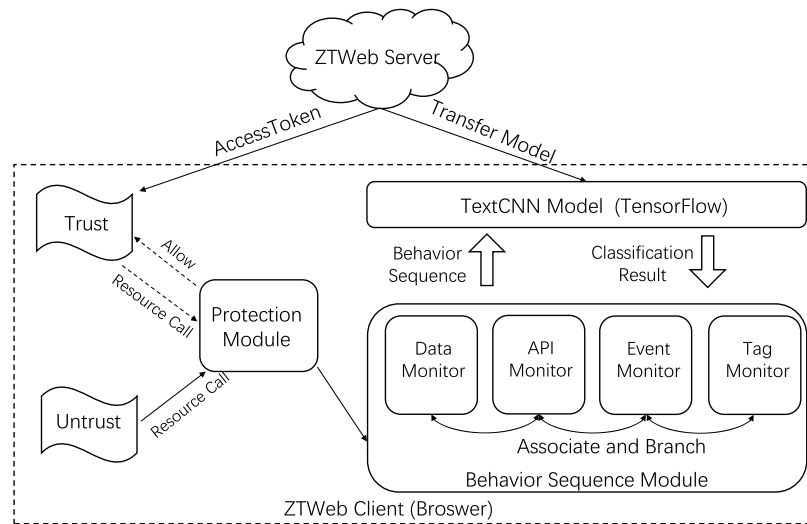 ZTWeb Server
AccessToken
Transfer Model
Trust
Allow
Resource Call
TextCNN Model (TensorFlow)
Behavior
Sequence
Classification
Result
Protection
Module
Untrust
Resource Call
Data
Monitor
API
Monitor
Event
Monitor
Tag
Monitor
Associate and Branch
Behavior Sequence Module
ZTWeb Client (Broswer)